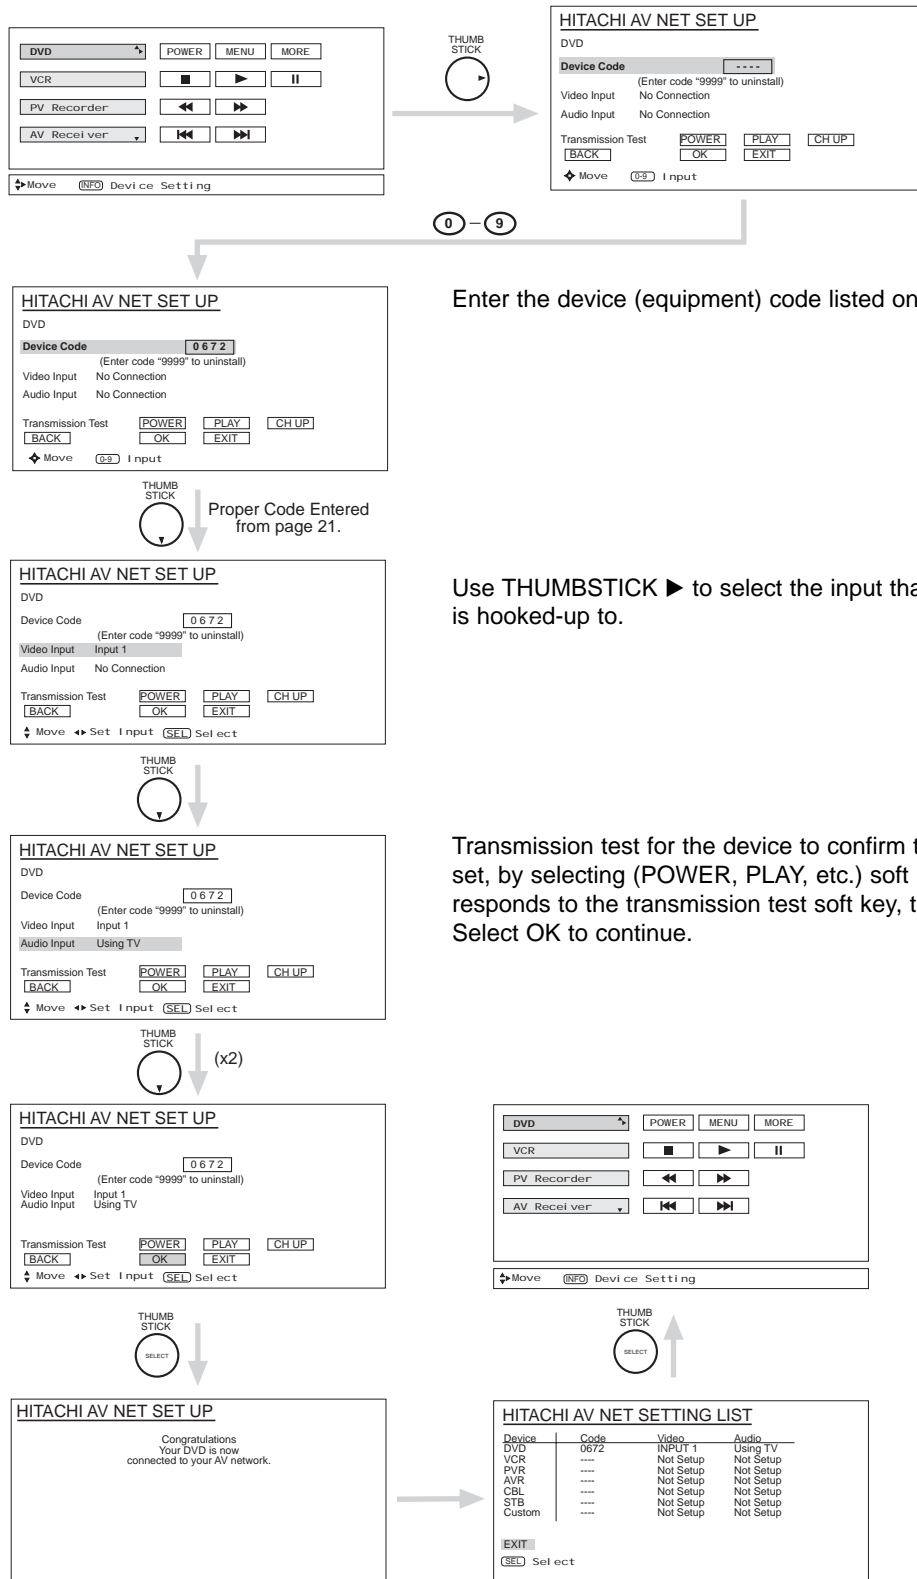 DVD POWER MENU MORE
VCR
PV Recorder
AV Receiver
Move INFO Device Setting
THUMB
STICK
HITACHI AV NET SET UP
DVD
Device Code - - - -
(Enter code “9999” to uninstall)
Video Input No Connection
Audio Input No Connection
Transmission Test POWER PLAY CH UP
BACK OK EXIT
Move 0-9 Input
0 – 9
HITACHI AV NET SET UP
DVD
Device Code 0 6 7 2
(Enter code “9999” to uninstall)
Video Input No Connection
Audio Input No Connection
Transmission Test POWER PLAY CH UP
BACK OK EXIT
Move 0-9 Input
Enter the device (equipment) code listed on
THUMB
STICK
Proper Code Entered
from page 21.
HITACHI AV NET SET UP
DVD
Device Code 0 6 7 2
(Enter code “9999” to uninstall)
Video Input Input 1
Audio Input No Connection
Transmission Test POWER PLAY CH UP
BACK OK EXIT
Move Set Input SEL Select
Use THUMBSTICK ▶ to select the input tha
is hooked-up to.
THUMB
STICK
HITACHI AV NET SET UP
DVD
Device Code 0 6 7 2
(Enter code “9999” to uninstall)
Video Input Input 1
Audio Input Using TV
Transmission Test POWER PLAY CH UP
BACK OK EXIT
Move Set Input SEL Select
Transmission test for the device to confirm t
set, by selecting (POWER, PLAY, etc.) soft
responds to the transmission test soft key, t
Select OK to continue.
THUMB
STICK
(x2)
HITACHI AV NET SET UP
DVD
Device Code 0 6 7 2
(Enter code “9999” to uninstall)
Video Input Input 1
Audio Input Using TV
Transmission Test POWER PLAY CH UP
BACK OK EXIT
Move Set Input SEL Select
THUMB
STICK
SELECT
HITACHI AV NET SET UP
Congratulations
Your DVD is now
connected to your AV network.
HITACHI AV NET SETTING LIST
Device Code Video Audio
DVD 0672 INPUT 1 Using TV
VCR ---- Not Setup Not Setup
PVR ---- Not Setup Not Setup
AVR ---- Not Setup Not Setup
CBL ---- Not Setup Not Setup
STB ---- Not Setup Not Setup
Custom ---- Not Setup Not Setup
EXIT
SEL Select
THUMB
STICK
SELECT
DVD POWER MENU MORE
VCR
PV Recorder
AV Receiver
Move INFO Device Setting